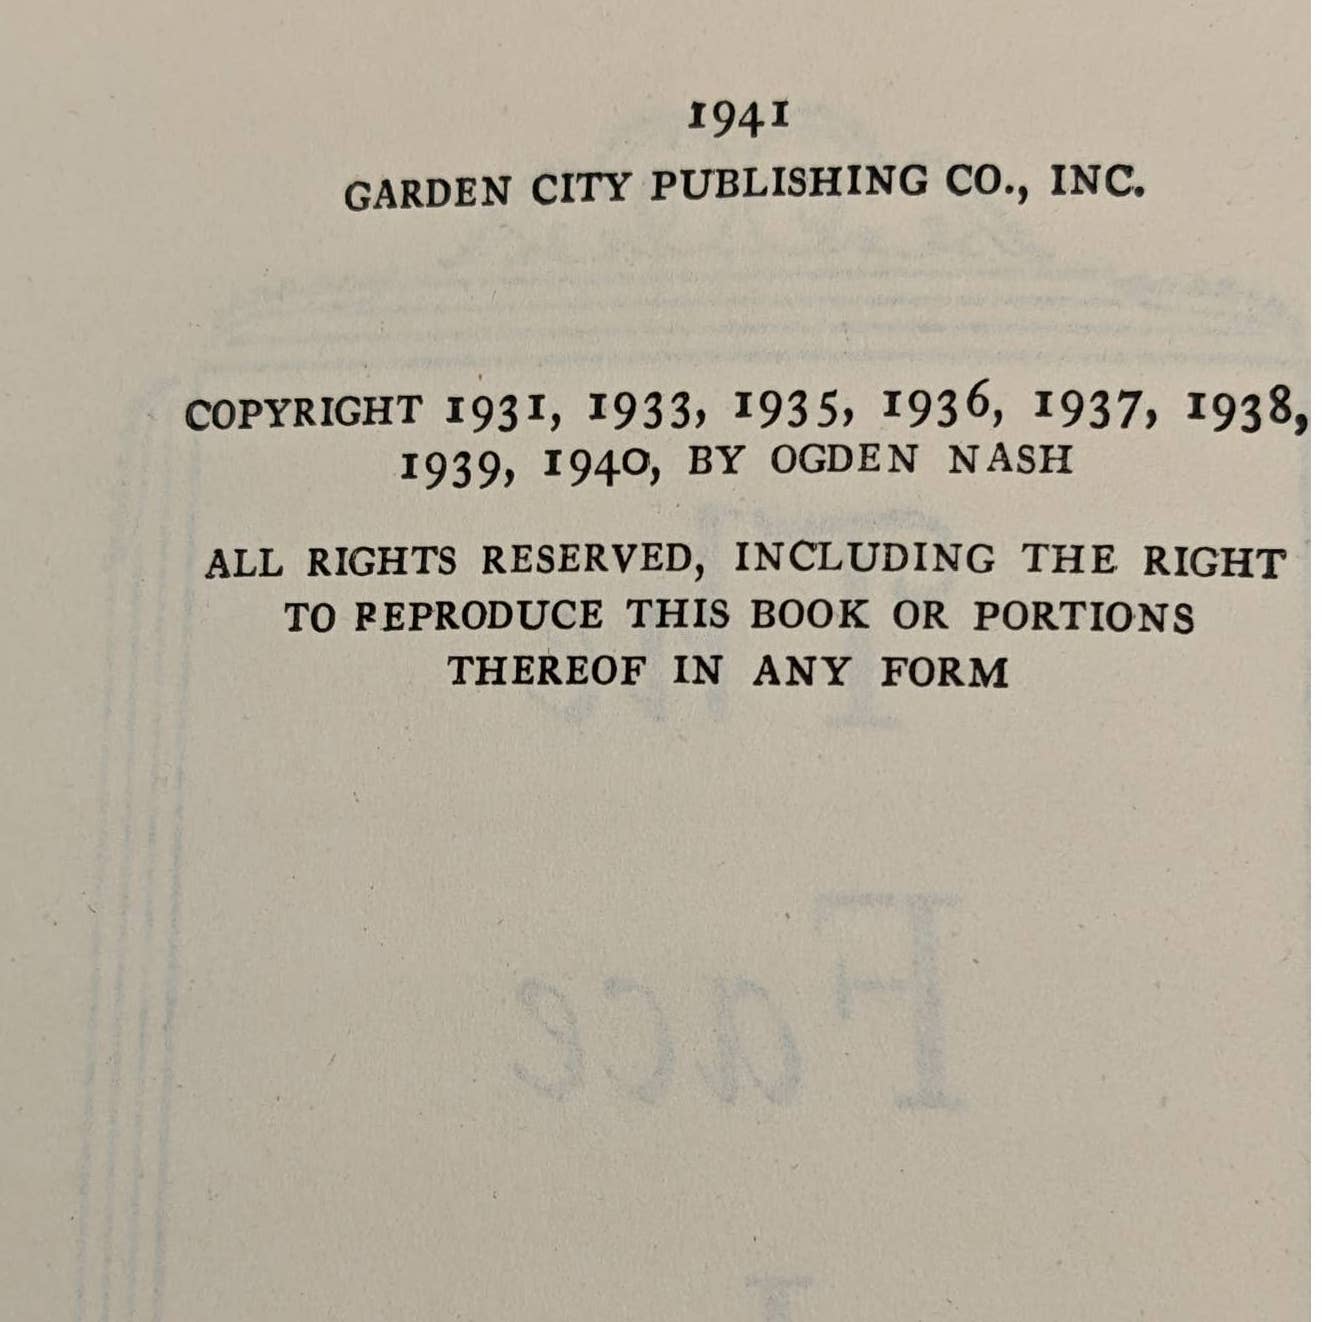 1941
GARDEN CITY PUBLISHING CO., INC.
COPYRIGHT 1931, 1933, 1935, 1936, 1937, 1938,
1939, 1940, BY OGDEN NASH
ALL RIGHTS RESERVED, INCLUDING THE RIGHT
TO REPRODUCE THIS BOOK OR PORTIONS
THEREOF IN ANY FORM
Face